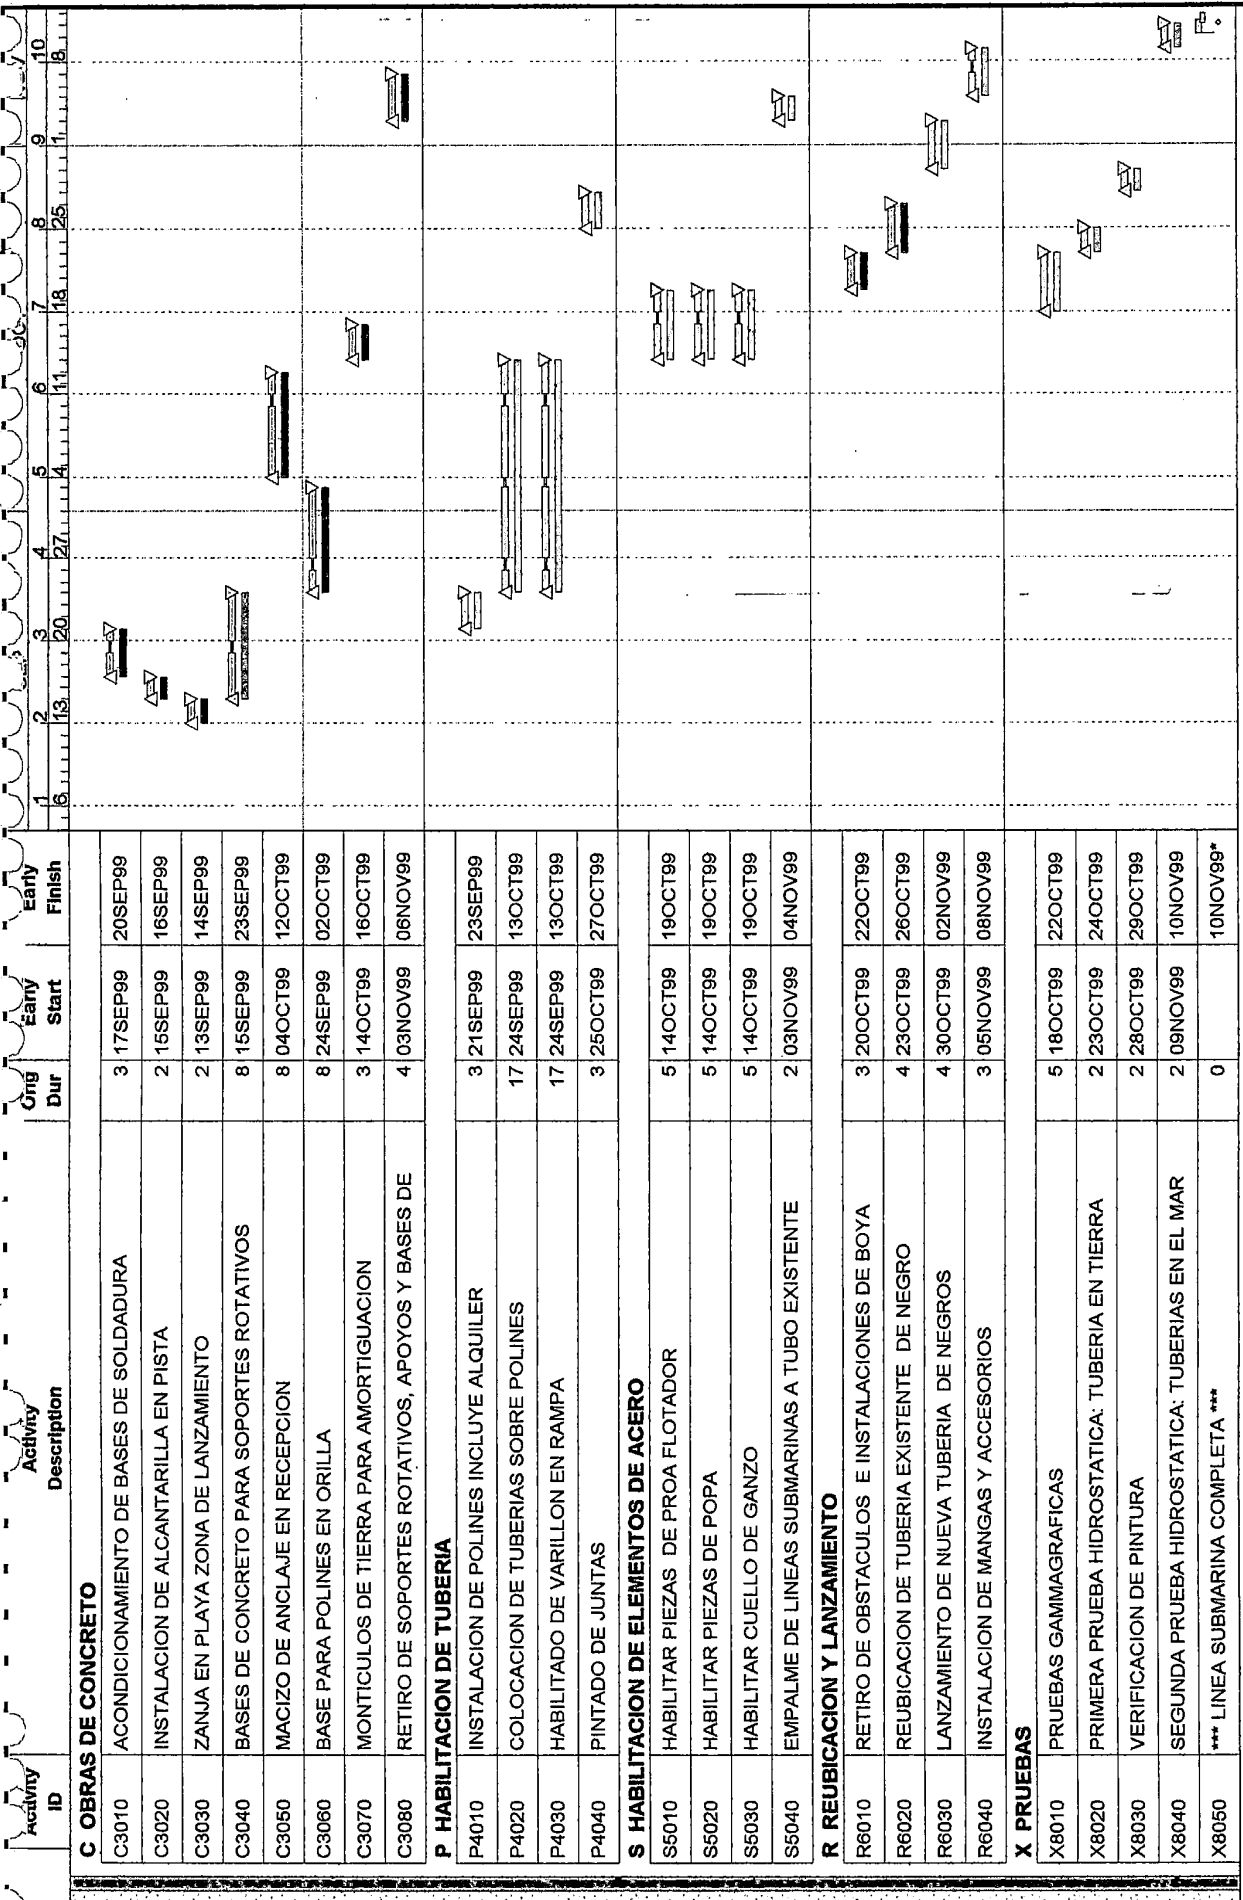 Activity ID Activity Description Orig Dur Early Start Early Finish
1 2 3 4 5 6 7 8 9 10
6 13 20 27 4 11 18 25 1 8
C OBRAS DE CONCRETO
C3010 ACONDICIONAMIENTO DE BASES DE SOLDADURA 3 17SEP99 20SEP99
C3020 INSTALACION DE ALCANTARILLA EN PISTA 2 15SEP99 16SEP99
C3030 ZANJA EN PLAYA ZONA DE LANZAMIENTO 2 13SEP99 14SEP99
C3040 BASES DE CONCRETO PARA SOPORTES ROTATIVOS 8 15SEP99 23SEP99
C3050 MACIZO DE ANCLAJE EN RECEPCION 8 04OCT99 12OCT99
C3060 BASE PARA POLINES EN ORILLA 8 24SEP99 02OCT99
C3070 MONTICULOS DE TIERRA PARA AMORTIGUACION 3 14OCT99 16OCT99
C3080 RETIRO DE SOPORTES ROTATIVOS, APOYOS Y BASES DE 4 03NOV99 06NOV99
P HABILITACION DE TUBERIA
P4010 INSTALACION DE POLINES INCLUYE ALQUILER 3 21SEP99 23SEP99
P4020 COLOCACION DE TUBERIAS SOBRE POLINES 17 24SEP99 13OCT99
P4030 HABILITADO DE VARILLON EN RAMPA 17 24SEP99 13OCT99
P4040 PINTADO DE JUNTAS 3 25OCT99 27OCT99
S HABILITACION DE ELEMENTOS DE ACERO
S5010 HABILITAR PIEZAS DE PROA FLOTADOR 5 14OCT99 19OCT99
S5020 HABILITAR PIEZAS DE POPA 5 14OCT99 19OCT99
S5030 HABILITAR CUELLO DE GANZO 5 14OCT99 19OCT99
S5040 EMPALME DE LINEAS SUBMARINAS A TUBO EXISTENTE 2 03NOV99 04NOV99
R REUBICACION Y LANZAMIENTO
R6010 RETIRO DE OBSTACULOS E INSTALACIONES DE BOYA 3 20OCT99 22OCT99
R6020 REUBICACION DE TUBERIA EXISTENTE DE NEGRO 4 23OCT99 26OCT99
R6030 LANZAMIENTO DE NUEVA TUBERIA DE NEGROS 4 30OCT99 02NOV99
R6040 INSTALACION DE MANGAS Y ACCESORIOS 3 05NOV99 08NOV99
X PRUEBAS
X8010 PRUEBAS GAMMAGRAFICAS 5 18OCT99 22OCT99
X8020 PRIMERA PRUEBA HIDROSTATICA: TUBERIA EN TIERRA 2 23OCT99 24OCT99
X8030 VERIFICACION DE PINTURA 2 28OCT99 29OCT99
X8040 SEGUNDA PRUEBA HIDROSTATICA: TUBERIAS EN EL MAR 2 09NOV99 10NOV99
X8050 *** LINEA SUBMARINA COMPLETA *** 0 10NOV99*